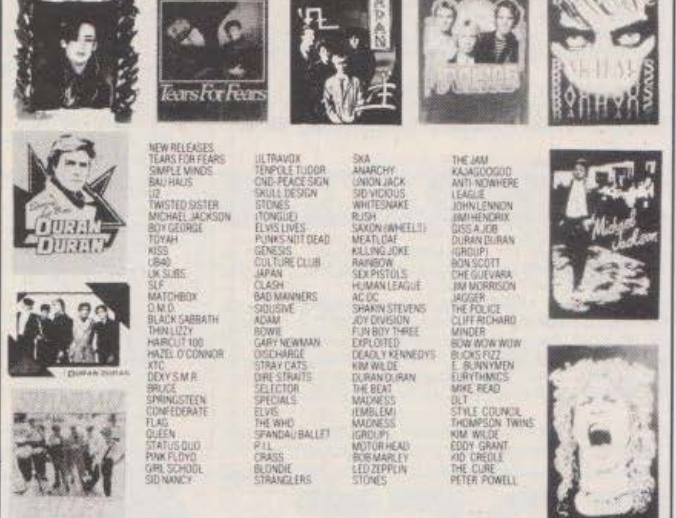 Tears For Fears
JAPAN
POLICE
DURAN
DURAN
DURAN DURAN
Michael
Jackson
NEW RELEASES
TEARS FOR FEARS
SIMPLE MINDS
BAU HAUS
U2
TWISTED SISTER
MICHAEL JACKSON
BOY GEORGE
TOYAH
KISS
UB40
UK SUBS
SLF
MATCHBOX
O.M.D.
BLACK SABBATH
THIN LIZZY
HAIRCUT 100
HAZEL O'CONNOR
XTC
DEXY S.M.R.
BRUCE
SPRINGSTEEN
CONFEDERATE
FLAG
QUEEN
STATUS QUO
PINK FLOYD
GIRL SCHOOL
SID NANCY
ULTRAVOX
TENPOLE TUDOR
CND-PEACE SIGN
SKULL DESIGN
STONES
(TONGUE)
ELVIS LIVES
PUNKS NOT DEAD
GENESIS
CULTURE CLUB
JAPAN
CLASH
BAD MANNERS
SIOUSIVE
ADAM
BOWIE
GARY NEWMAN
DISCHARGE
STRAY CATS
DIRE STRAITS
SELECTOR
SPECIALS
ELVIS
THE WHO
SPANDAU BALLET
P.I.L.
CRASS
BLONDIE
STRANGLERS
SKA
ANARCHY
UNION JACK
SID VICIOUS
WHITESNAKE
RUSH
SAXON (WHEELS)
MEATLOAF
KILLING JOKE
RAINBOW
SEX PISTOLS
HUMAN LEAGUE
AC DC
SHAKIN STEVENS
JOY DIVISION
FUN BOY THREE
EXPLOITED
DEADLY KENNEDYS
KIM WILDE
DURAN DURAN
THE BEAT
MADNESS
(EMBLEM)
MADNESS
(GROUP)
MOTOR HEAD
BOB MARLEY
LED ZEPPLIN
STONES
THE JAM
KAJAGOOGOO
ANTI-NOWHERE
LEAGUE
JOHN LENNON
JIMI HENDRIX
GISS A JOB
DURAN DURAN
(GROUP)
BON SCOTT
CHE GUEVARA
JIM MORRISON
JAGGER
THE POLICE
CLIFF RICHARD
MINDER
BOW WOW WOW
BUCKS FIZZ
E. BUNNYMEN
EURYTHMICS
MIKE READ
DLT
STYLE COUNCIL
THOMPSON TWINS
KIM WILDE
EDDY GRANT
KID CREOLE
THE CURE
PETER POWELL